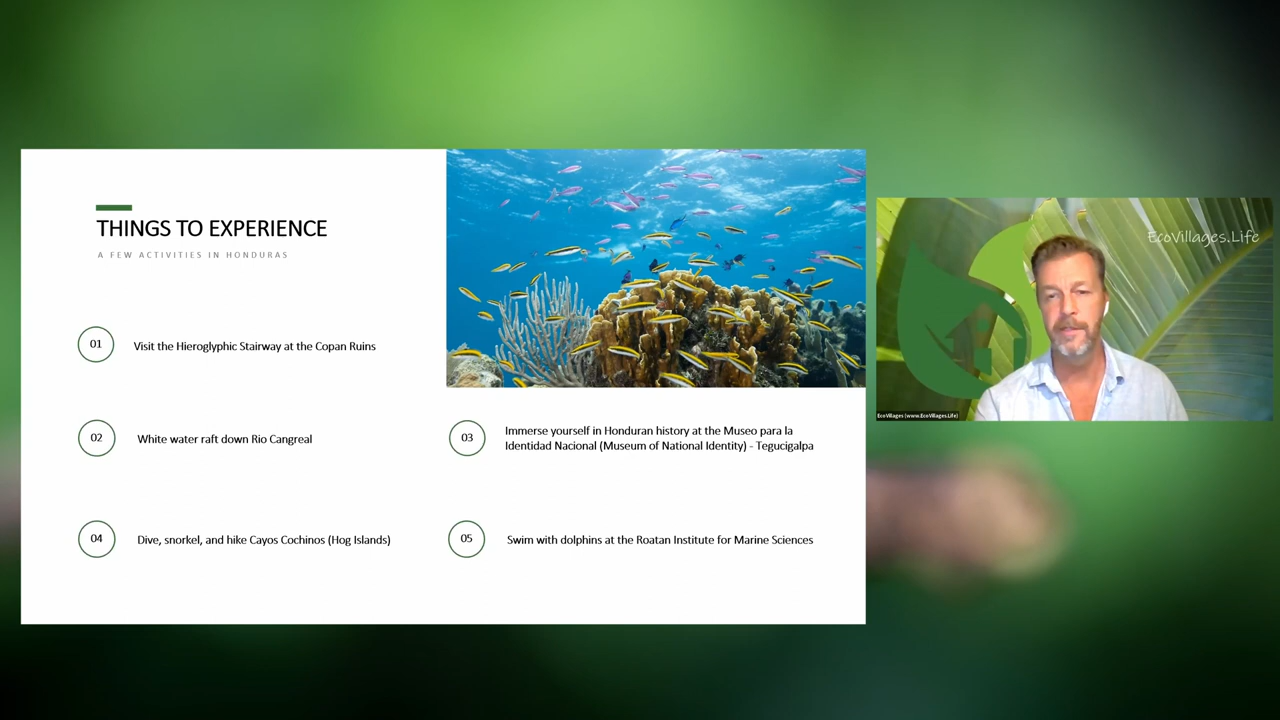 THINGS TO EXPERIENCE
A FEW ACTIVITIES IN HONDURAS
01
Visit the Hieroglyphic Stairway at the Copan Ruins
02
White water raft down Rio Cangreal
03
Immerse yourself in Honduran history at the Museo para la
Identidad Nacional (Museum of National Identity) - Tegucigalpa
04
Dive, snorkel, and hike Cayos Cochinos (Hog Islands)
05
Swim with dolphins at the Roatan Institute for Marine Sciences
EcoVillages.Life
EcoVillages (www.EcoVillages.Life)